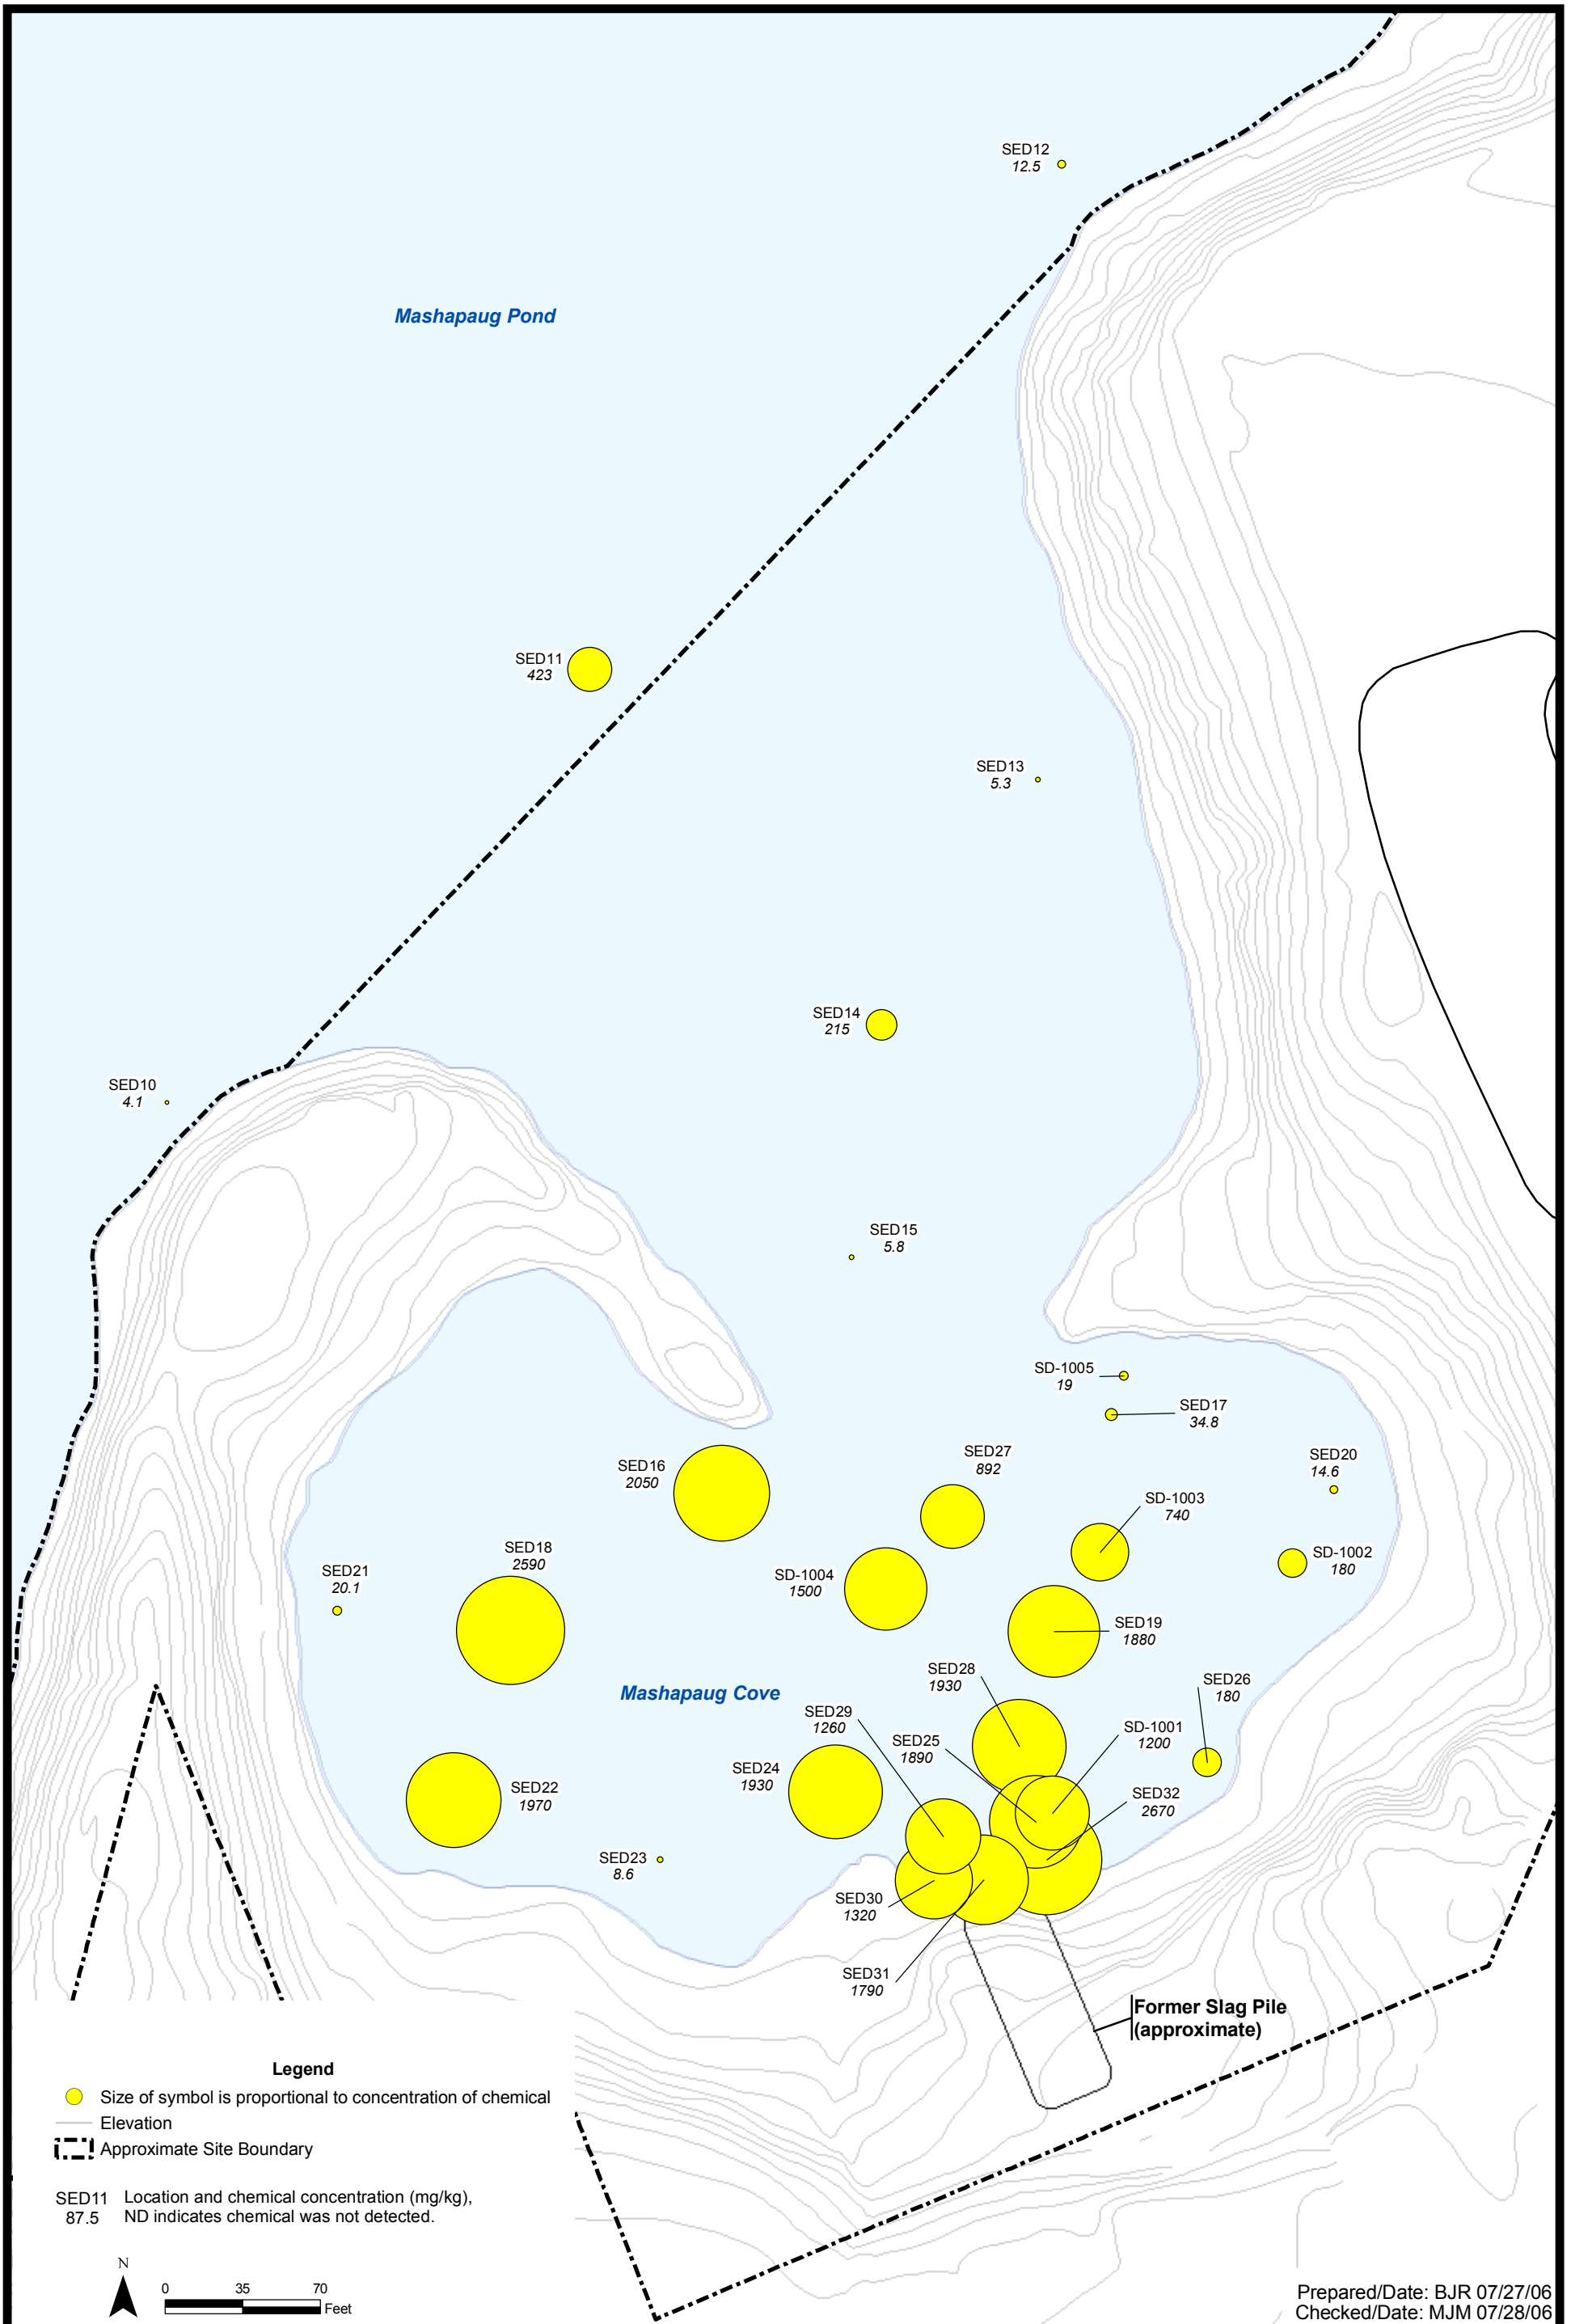 SED12
12.5
Mashapaug Pond
SED11
423
SED13
5.3
SED14
215
SED10
4.1
SED15
5.8
SD-1005
19
SED17
34.8
SED27
892
SED16
2050
SED20
14.6
SD-1003
740
SED18
2590
SD-1002
180
SED21
20.1
SD-1004
1500
SED19
1880
SED28
1930
SED26
180
Mashapaug Cove
SED29
1260
SED25
1890
SD-1001
1200
SED24
1930
SED22
1970
SED32
2670
SED23
8.6
SED30
1320
SED31
1790
Former Slag Pile
(approximate)
Legend
Size of symbol is proportional to concentration of chemical
Elevation
Approximate Site Boundary
SED11 Location and chemical concentration (mg/kg),
87.5 ND indicates chemical was not detected.
N
0 35 70
Feet
Prepared/Date: BJR 07/27/06
Checked/Date: MJM 07/28/06